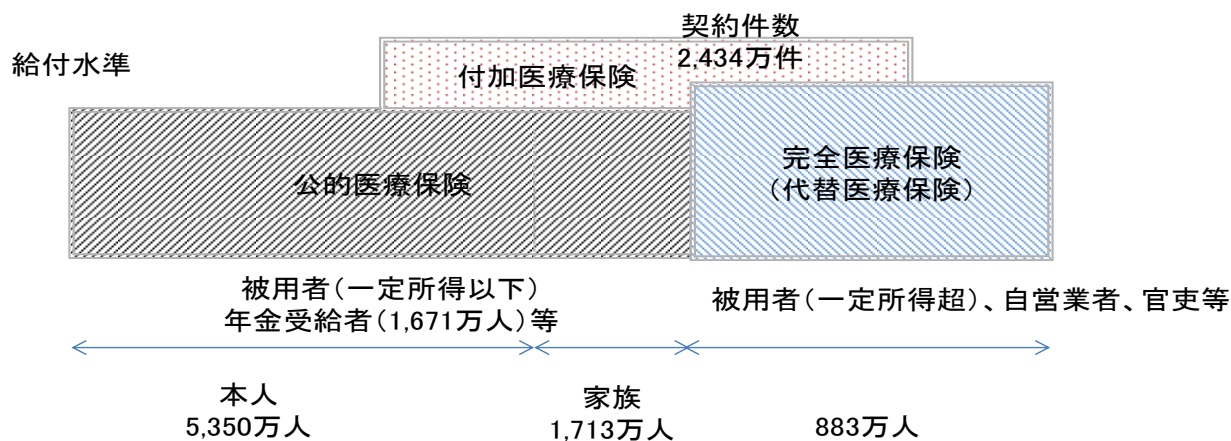 給付水準
契約件数
2,434万件
付加医療保険
公的医療保険
完全医療保険
（代替医療保険）
被用者（一定所得以下）
年金受給者（1,671万人）等
被用者（一定所得超）、自営業者、官吏等
本人
5,350万人
家族
1,713万人
883万人